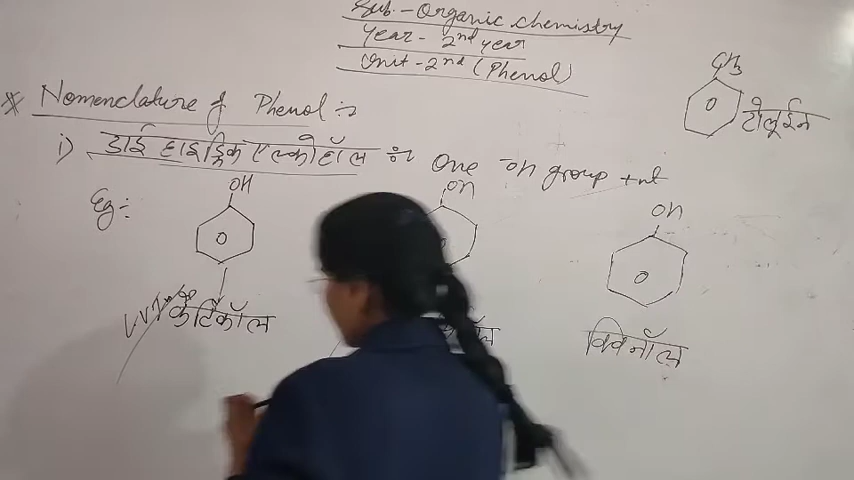 Sub.-Organic chemistry
Year- 2nd year
Unit-2nd (Phenol)
CH3
टोलूईन
* Nomenclature of Phenol :-
i) डाई हाइड्रिक एल्कोहॉल :- One -OH group +nt
Eg:-
OH
OH
OH
VVImp
कैटिकॉल
क्विनॉल